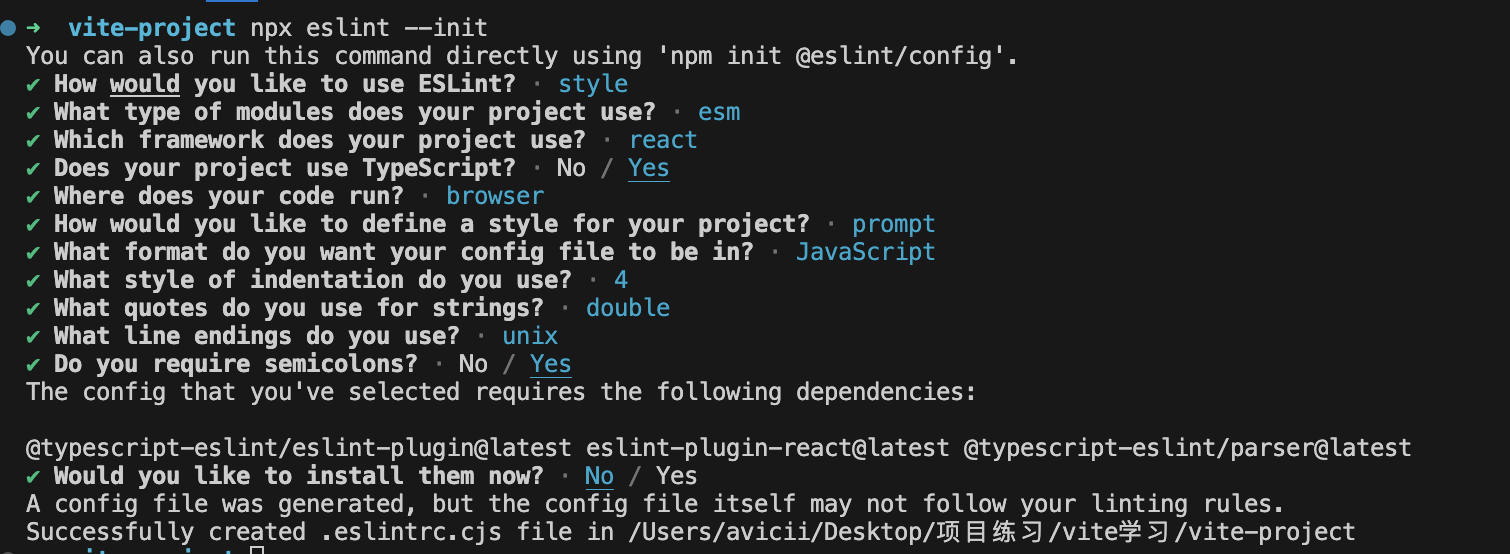 ➜ vite-project npx eslint --init
You can also run this command directly using 'npm init @eslint/config'.
✔ How would you like to use ESLint? · style
✔ What type of modules does your project use? · esm
✔ Which framework does your project use? · react
✔ Does your project use TypeScript? · No / Yes
✔ Where does your code run? · browser
✔ How would you like to define a style for your project? · prompt
✔ What format do you want your config file to be in? · JavaScript
✔ What style of indentation do you use? · 4
✔ What quotes do you use for strings? · double
✔ What line endings do you use? · unix
✔ Do you require semicolons? · No / Yes
The config that you've selected requires the following dependencies:

@typescript-eslint/eslint-plugin@latest eslint-plugin-react@latest @typescript-eslint/parser@latest
✔ Would you like to install them now? · No / Yes
A config file was generated, but the config file itself may not follow your linting rules.
Successfully created .eslintrc.cjs file in /Users/avicii/Desktop/项目练习/vite学习/vite-project